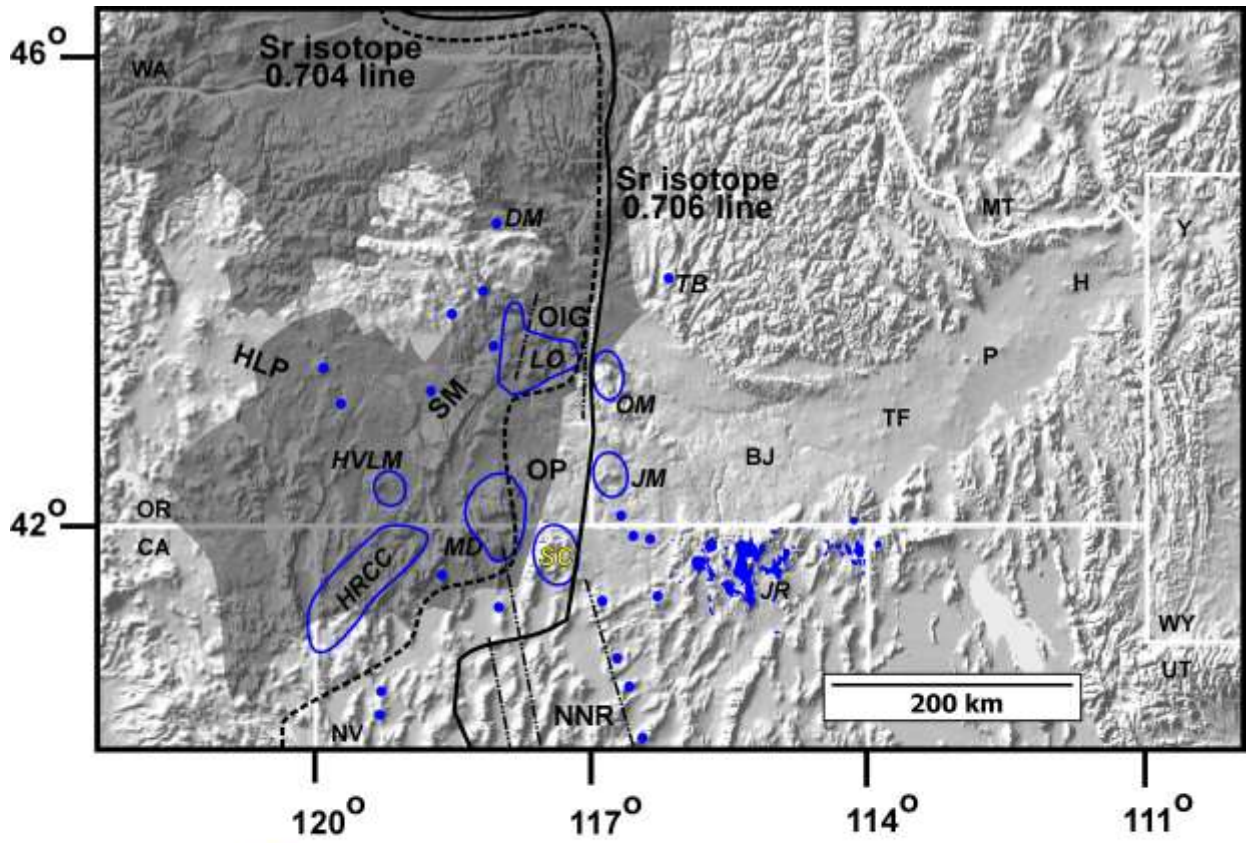 46°
Sr isotope
0.704 line
WA
Sr isotope
0.706 line
DM
MT
Y
TB
H
OIG
HLP
LO
P
SM
OM
TF
BJ
HVLM
OP
JM
OR
42°
CA
MD
SC
HRCC
JR
WY
UT
200 km
NNR
NV
120°
117°
114°
111°